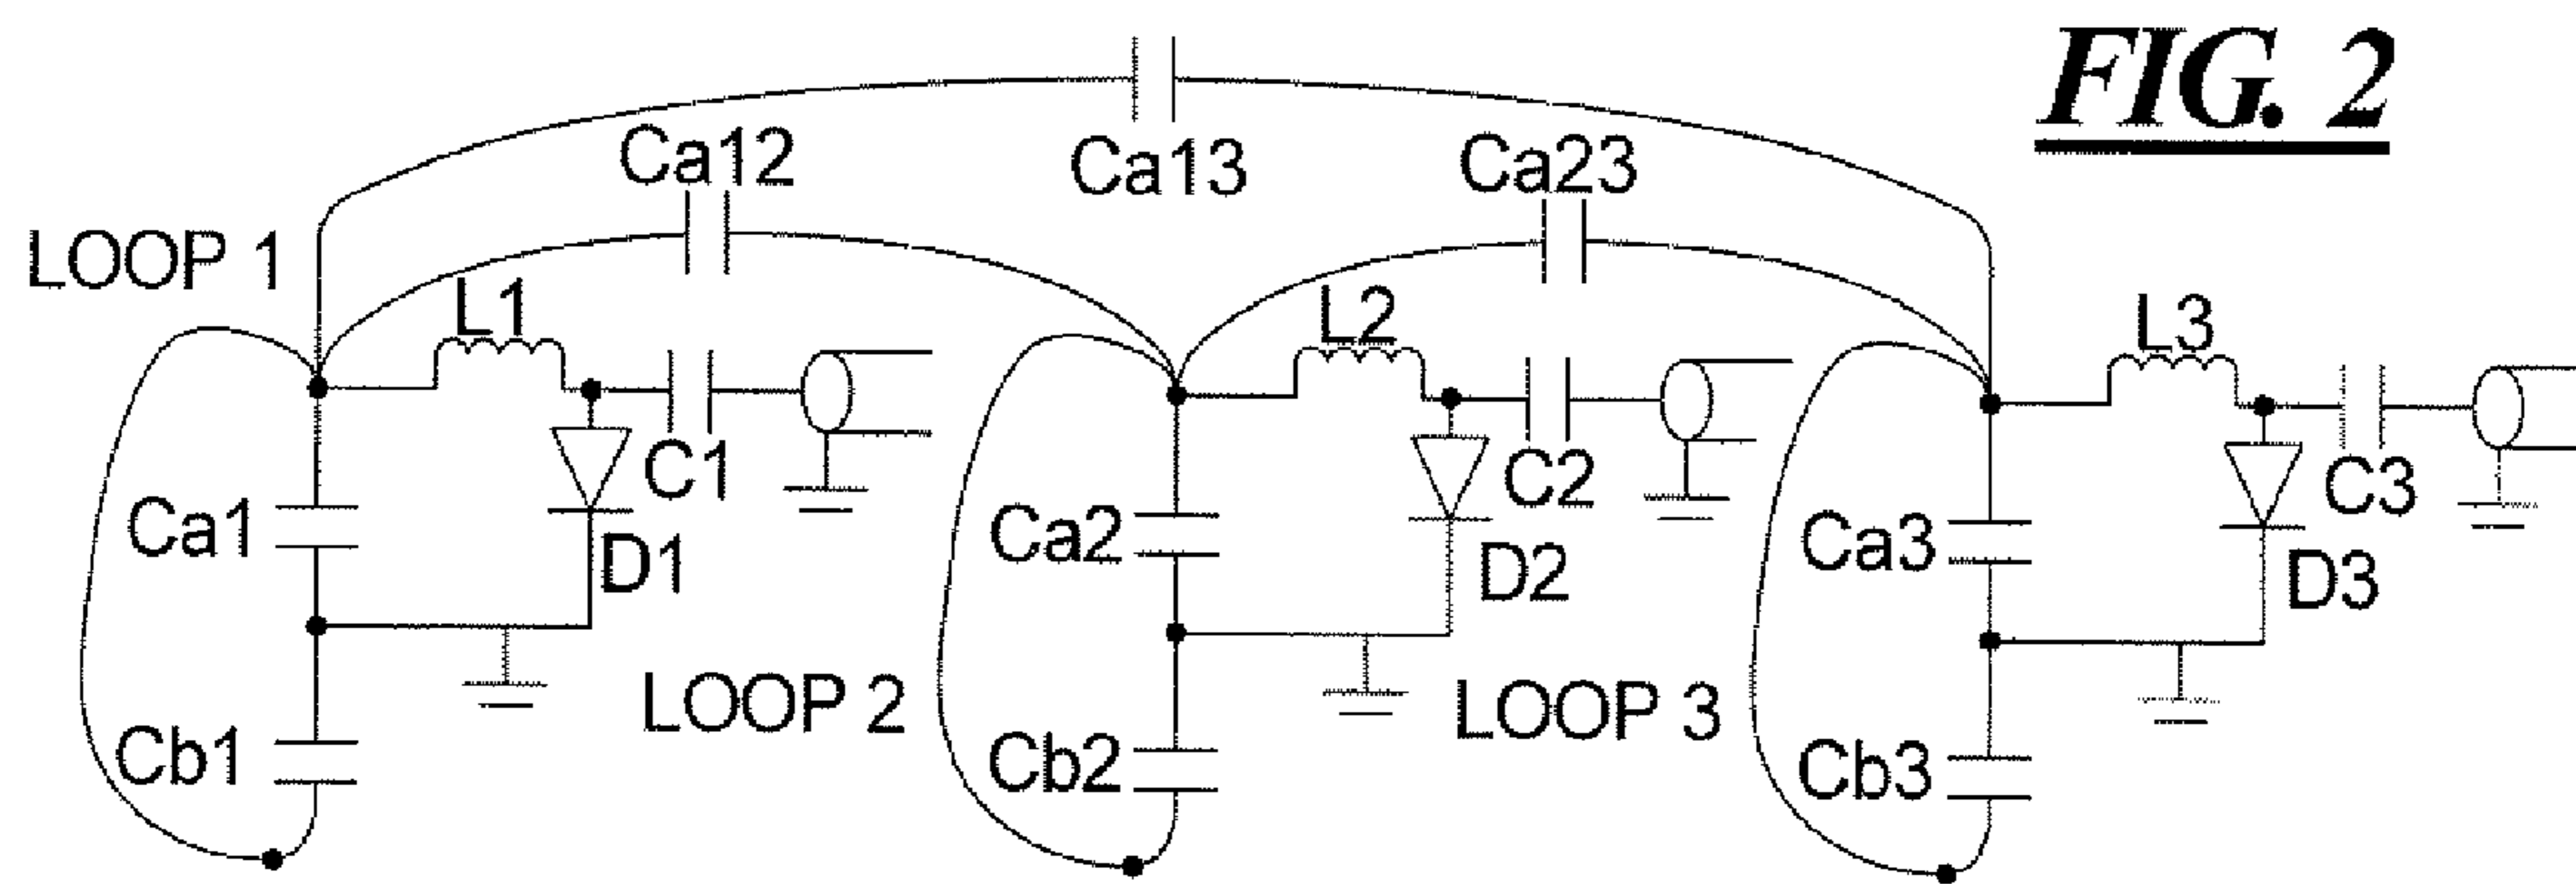 FIG. 2
Ca12
Ca13
Ca23
LOOP 1
L1
L2
L3
C1
C2
C3
Ca1
D1
Ca2
D2
Ca3
D3
LOOP 2
LOOP 3
Cb1
Cb2
Cb3